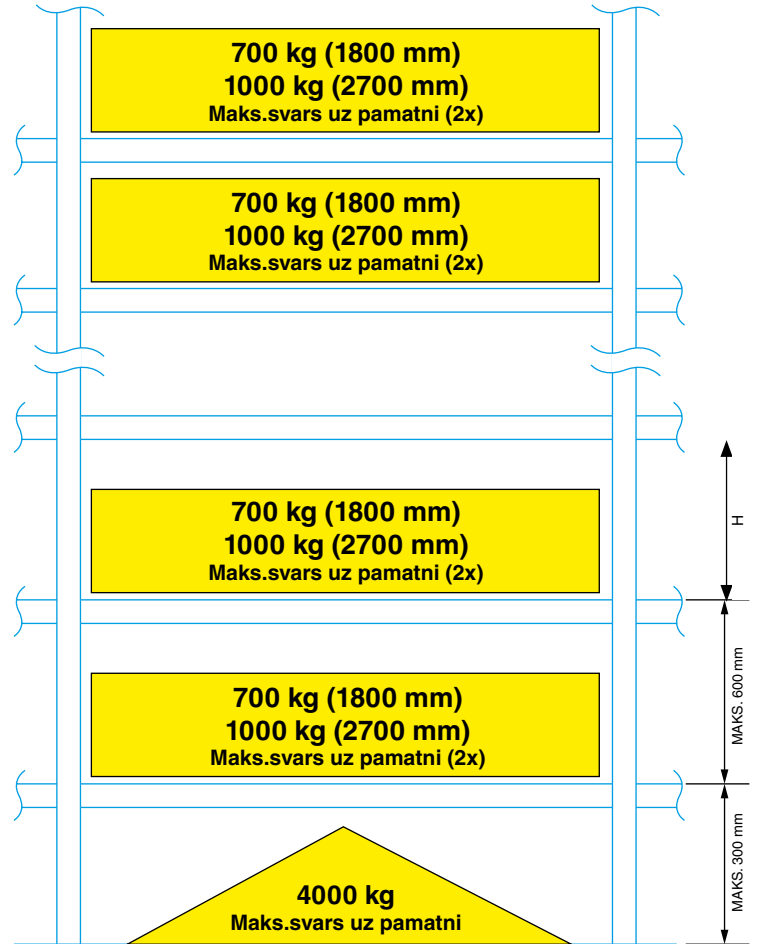 700 kg (1800 mm)
1000 kg (2700 mm)
Maks.svars uz pamatni (2x)
700 kg (1800 mm)
1000 kg (2700 mm)
Maks.svars uz pamatni (2x)
700 kg (1800 mm)
1000 kg (2700 mm)
Maks.svars uz pamatni (2x)
H
700 kg (1800 mm)
1000 kg (2700 mm)
Maks.svars uz pamatni (2x)
MAKS. 600 mm
4000 kg
Maks.svars uz pamatni
MAKS. 300 mm